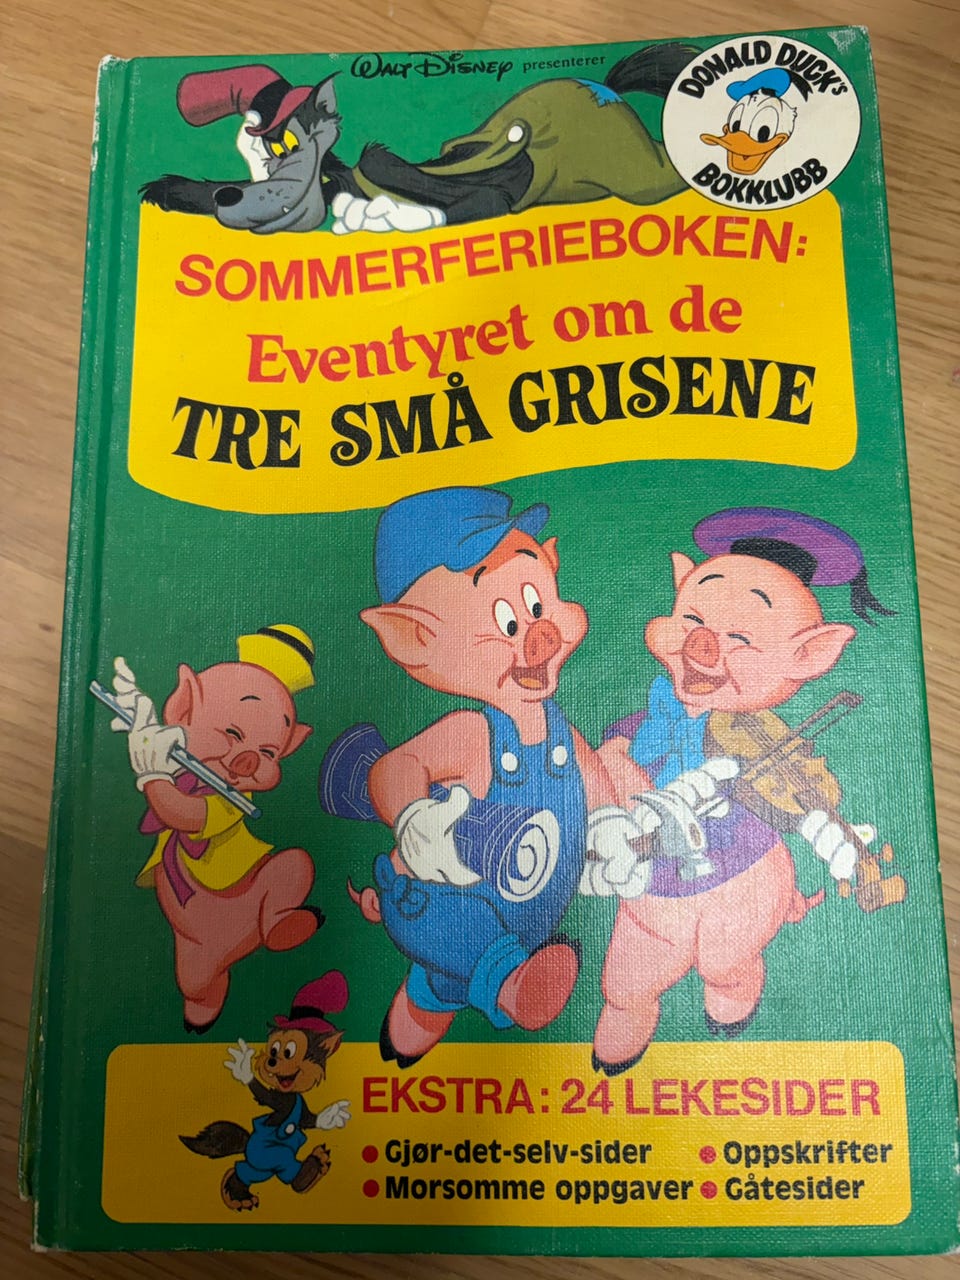 WALT DISNEY presenterer
DONALD DUCK's
BOKKLUBB
SOMMERFERIEBOKEN:
Eventyret om de
TRE SMÅ GRISENE
EKSTRA: 24 LEKESIDER
• Gjør-det-selv-sider • Oppskrifter
• Morsomme oppgaver • Gåtesider